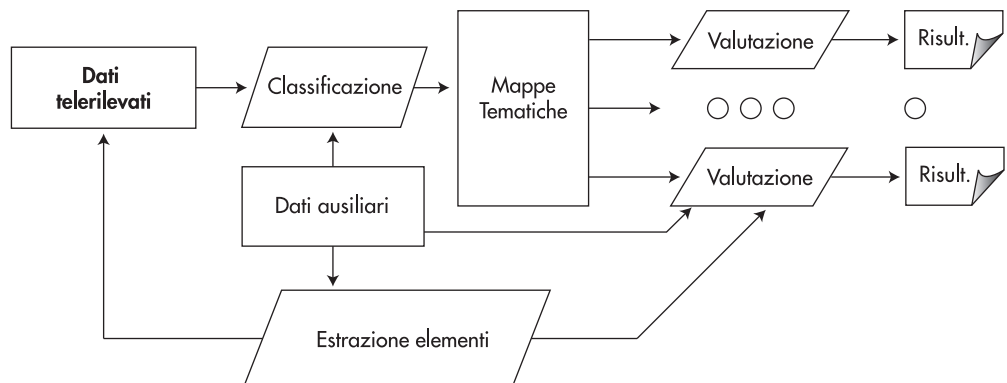 Dati
telerilevati
Classificazione
Mappe
Tematiche
Valutazione
Risult.
Dati ausiliari
Valutazione
Risult.
Estrazione elementi